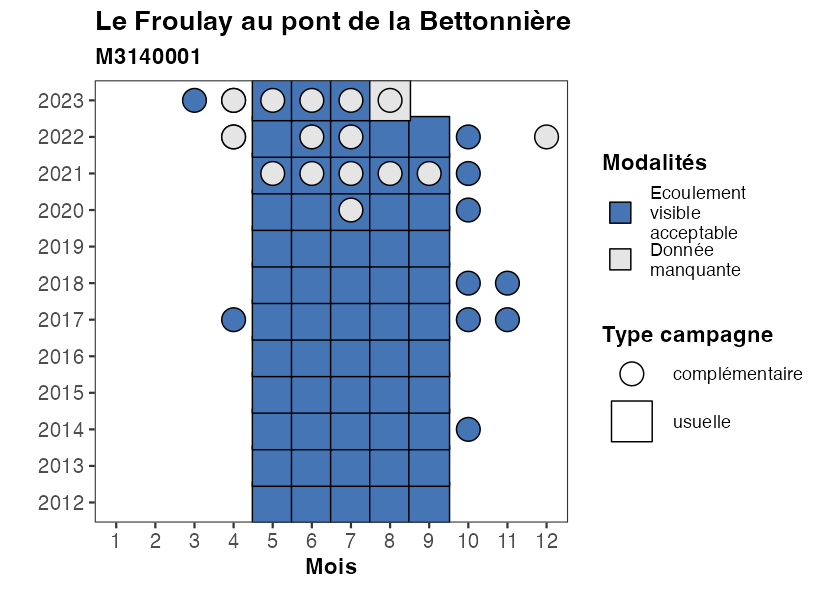 Le Froulay au pont de la Bettonnière
M3140001
2023
2022
2021
2020
2019
2018
2017
2016
2015
2014
2013
2012
1 2 3 4 5 6 7 8 9 10 11 12
Mois
Modalités
Ecoulement
visible
acceptable
Donnée
manquante
Type campagne
complémentaire
usuelle